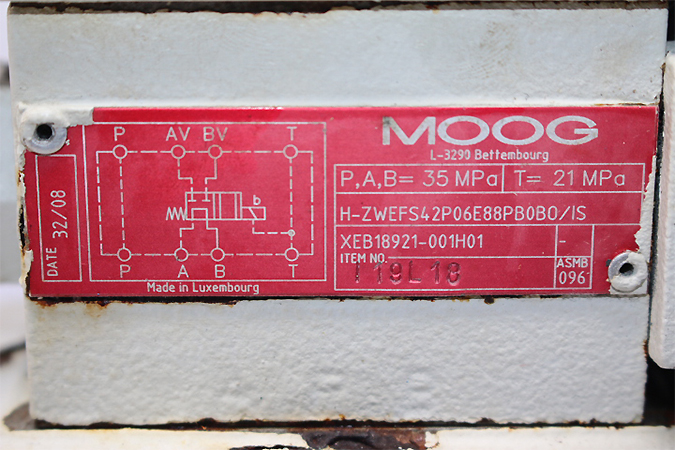 DATE 32/08
P AV BV T
b
P A B T
Made in Luxembourg
MOOG
L-3290 Bettembourg
P,A,B= 35 MPa T= 21 MPa
H-ZWEFS42P06E88PB0B0/IS
XEB18921-001H01 -
ITEM NO. T19L18
ASMB
096